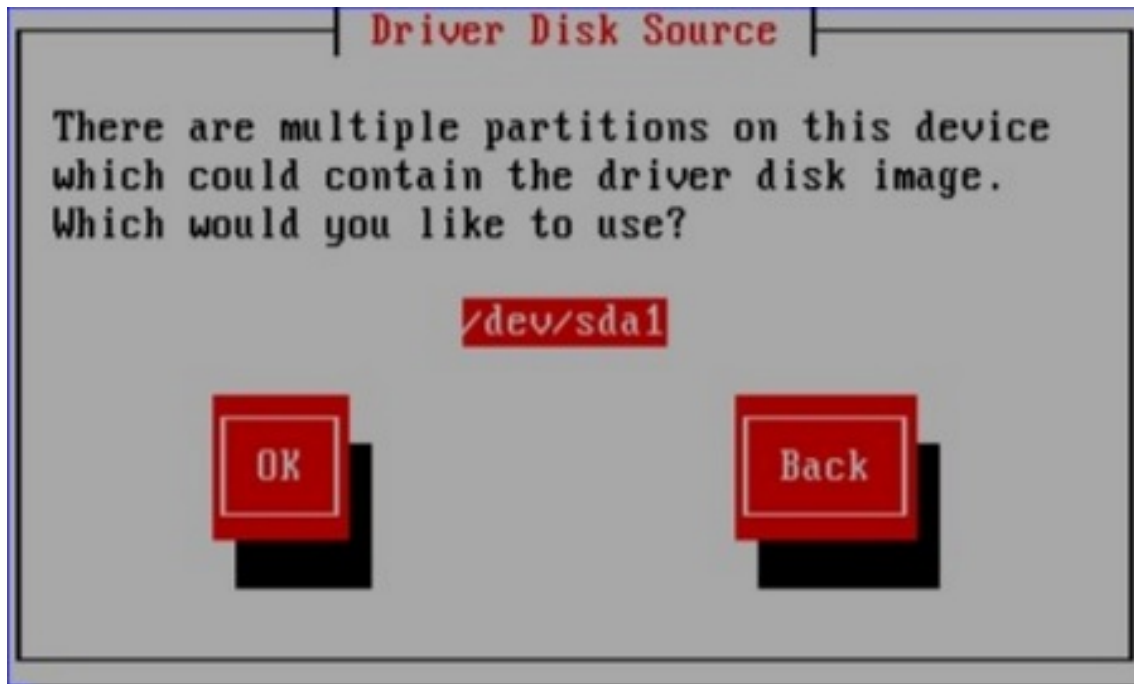 Driver Disk Source
There are multiple partitions on this device
which could contain the driver disk image.
Which would you like to use?
/dev/sda1
OK Back